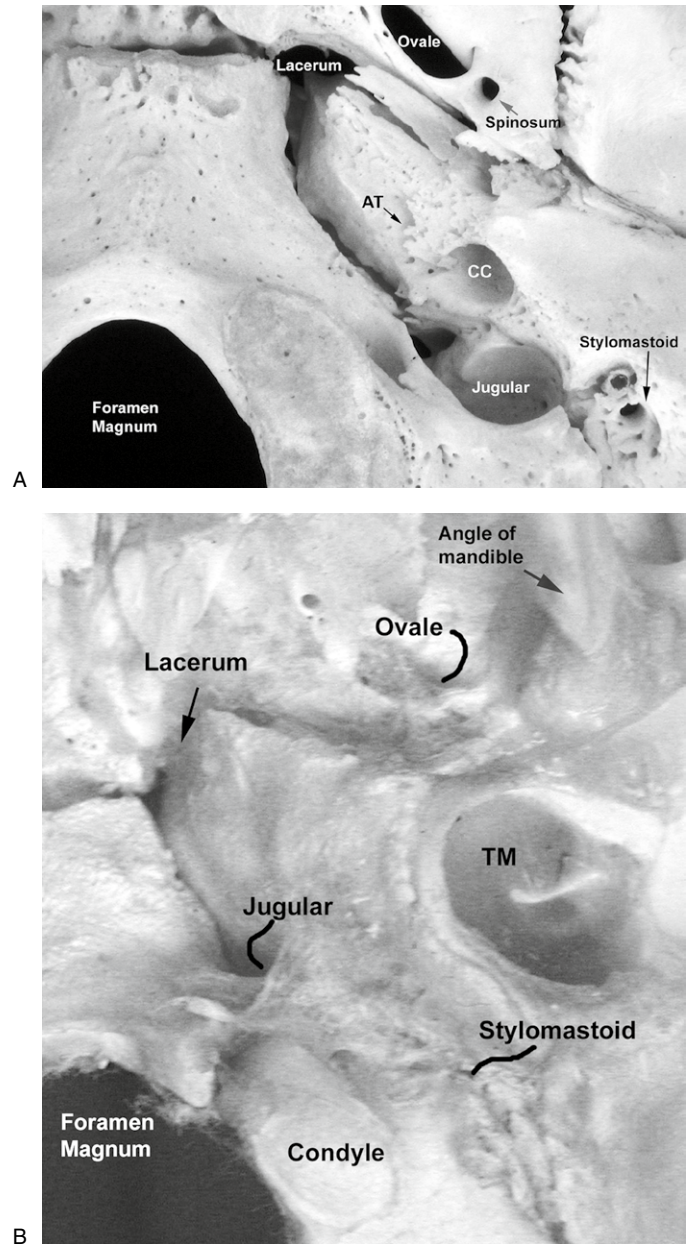 Ovale
Lacerum
Spinosum
AT
CC
Stylomastoid
Jugular
Foramen
Magnum
A
Angle of
mandible
Ovale
Lacerum
TM
Jugular
Stylomastoid
Foramen
Magnum
Condyle
B